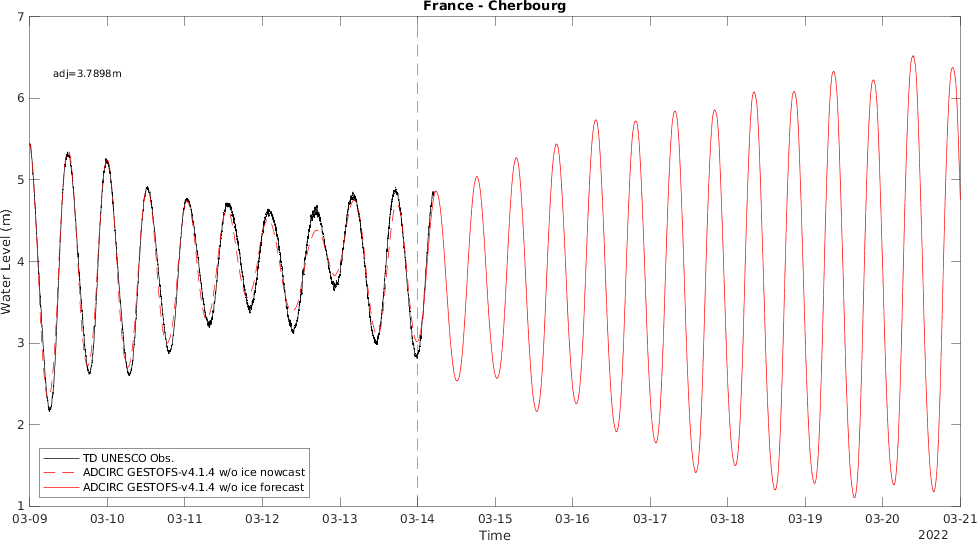 France - Cherbourg
7
adj=3.7898m
6
5
4
3
2
1
Water Level (m)
TD UNESCO Obs.
ADCIRC GESTOFS-v4.1.4 w/o ice nowcast
ADCIRC GESTOFS-v4.1.4 w/o ice forecast
03-09 03-10 03-11 03-12 03-13 03-14 03-15 03-16 03-17 03-18 03-19 03-20 03-21
Time
2022